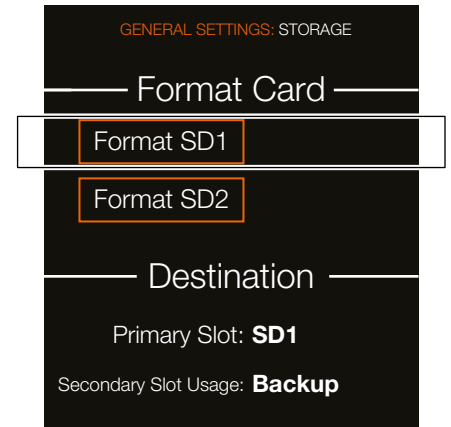 GENERAL SETTINGS: STORAGE
Format Card
Format SD1
Format SD2
Destination
Primary Slot: SD1
Secondary Slot Usage: Backup